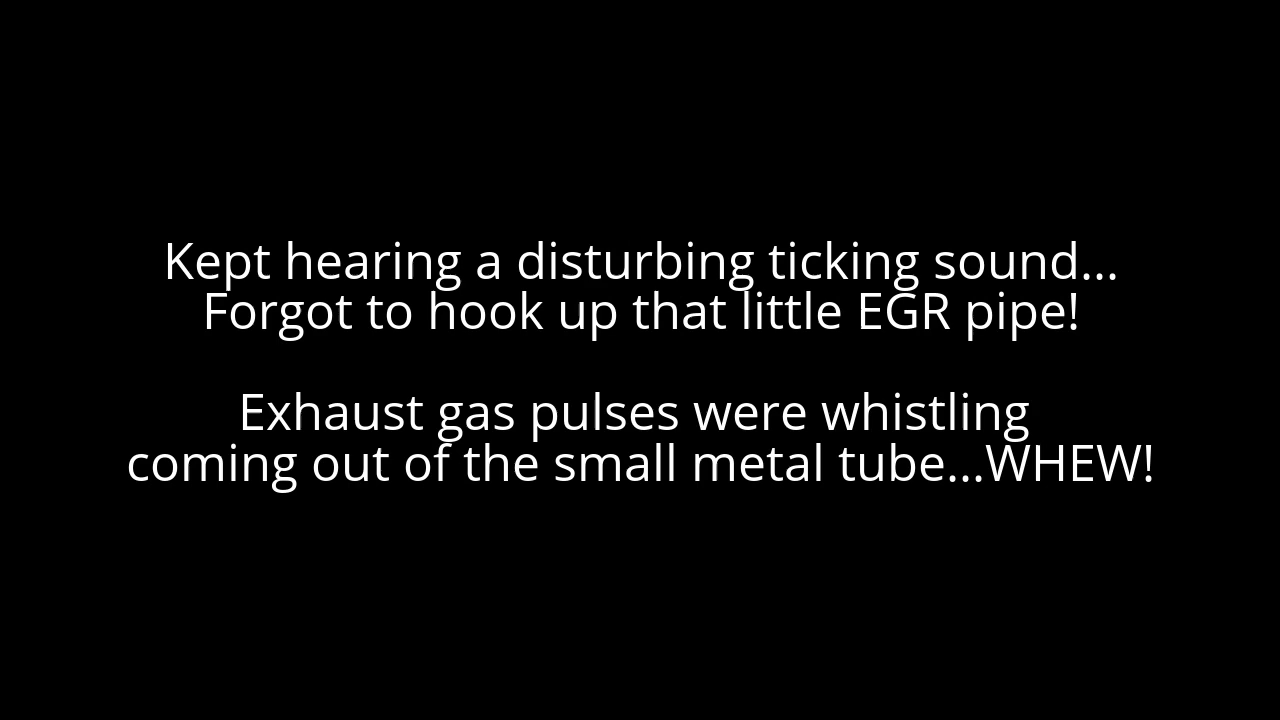 Kept hearing a disturbing ticking sound...
Forgot to hook up that little EGR pipe!
Exhaust gas pulses were whistling
coming out of the small metal tube...WHEW!